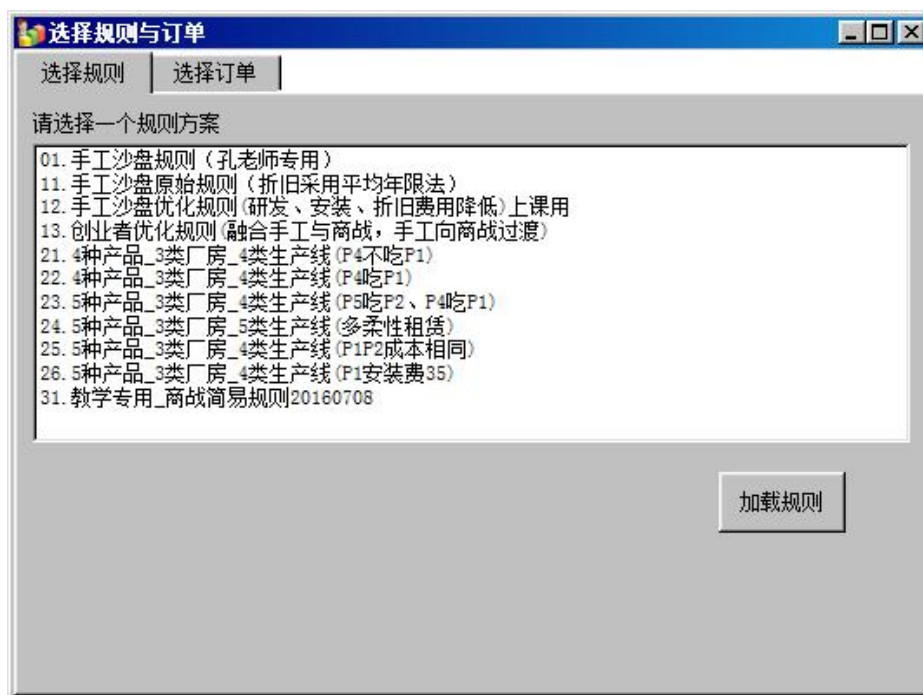 选择规则与订单
选择规则 选择订单
请选择一个规则方案
01.手工沙盘规则（孔老师专用）
11.手工沙盘原始规则（折旧采用平均年限法）
12.手工沙盘优化规则(研发、安装、折旧费用降低)上课用
13.创业者优化规则(融合手工与商战，手工向商战过渡)
21.4种产品_3类厂房_4类生产线(P4不吃P1)
22.4种产品_3类厂房_4类生产线(P4吃P1)
23.5种产品_3类厂房_4类生产线(P5吃P2、P4吃P1)
24.5种产品_3类厂房_5类生产线(多柔性租赁)
25.5种产品_3类厂房_4类生产线(P1P2成本相同)
26.5种产品_3类厂房_4类生产线(P1安装费35)
31.教学专用_商战简易规则20160708
加载规则